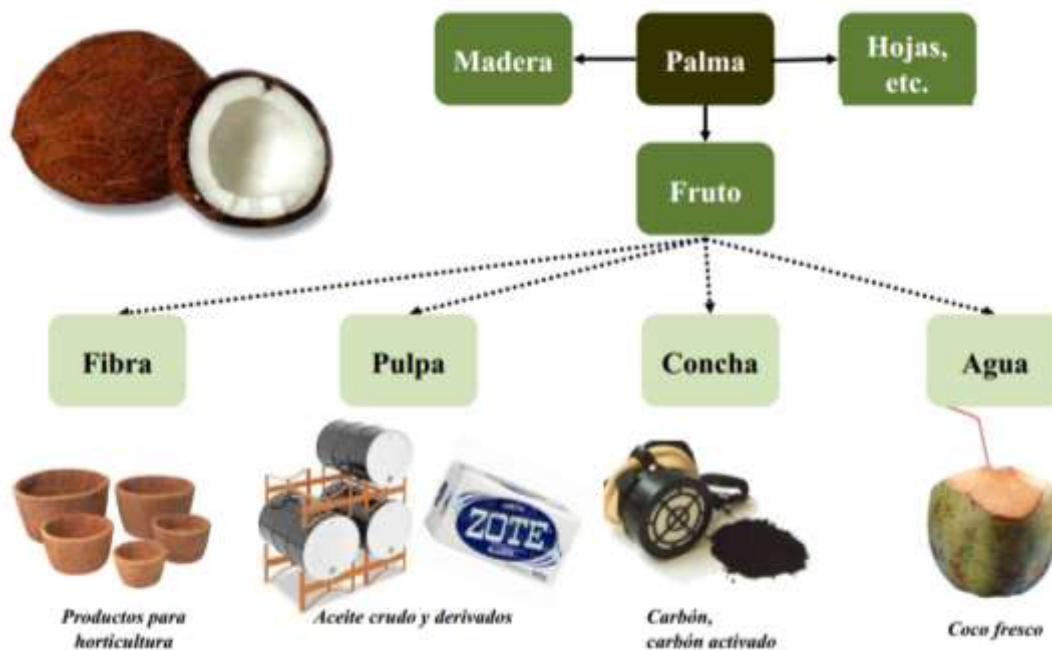 Madera
Palma
Hojas,
etc.
Fruto
Fibra
Pulpa
Concha
Agua
ZOTE
Productos para
horticultura
Aceite crudo y derivados
Carbón,
carbón activado
Coco fresco